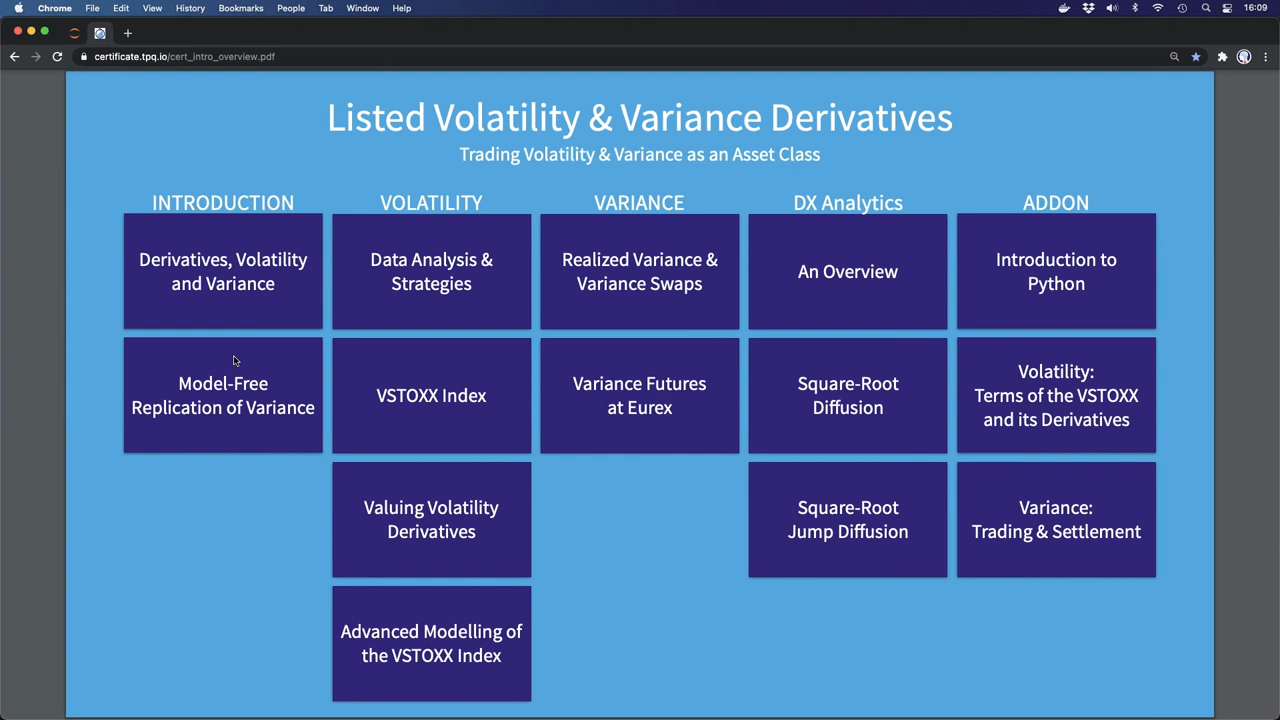 Chrome File Edit View History Bookmarks People Tab Window Help 16:09
certificate.tpq.io/cert_intro_overview.pdf
Listed Volatility & Variance Derivatives
Trading Volatility & Variance as an Asset Class
INTRODUCTION
Derivatives, Volatility
and Variance
Model-Free
Replication of Variance
VOLATILITY
Data Analysis &
Strategies
VSTOXX Index
Valuing Volatility
Derivatives
Advanced Modelling of
the VSTOXX Index
VARIANCE
Realized Variance &
Variance Swaps
Variance Futures
at Eurex
DX Analytics
An Overview
Square-Root
Diffusion
Square-Root
Jump Diffusion
ADDON
Introduction to
Python
Volatility:
Terms of the VSTOXX
and its Derivatives
Variance:
Trading & Settlement